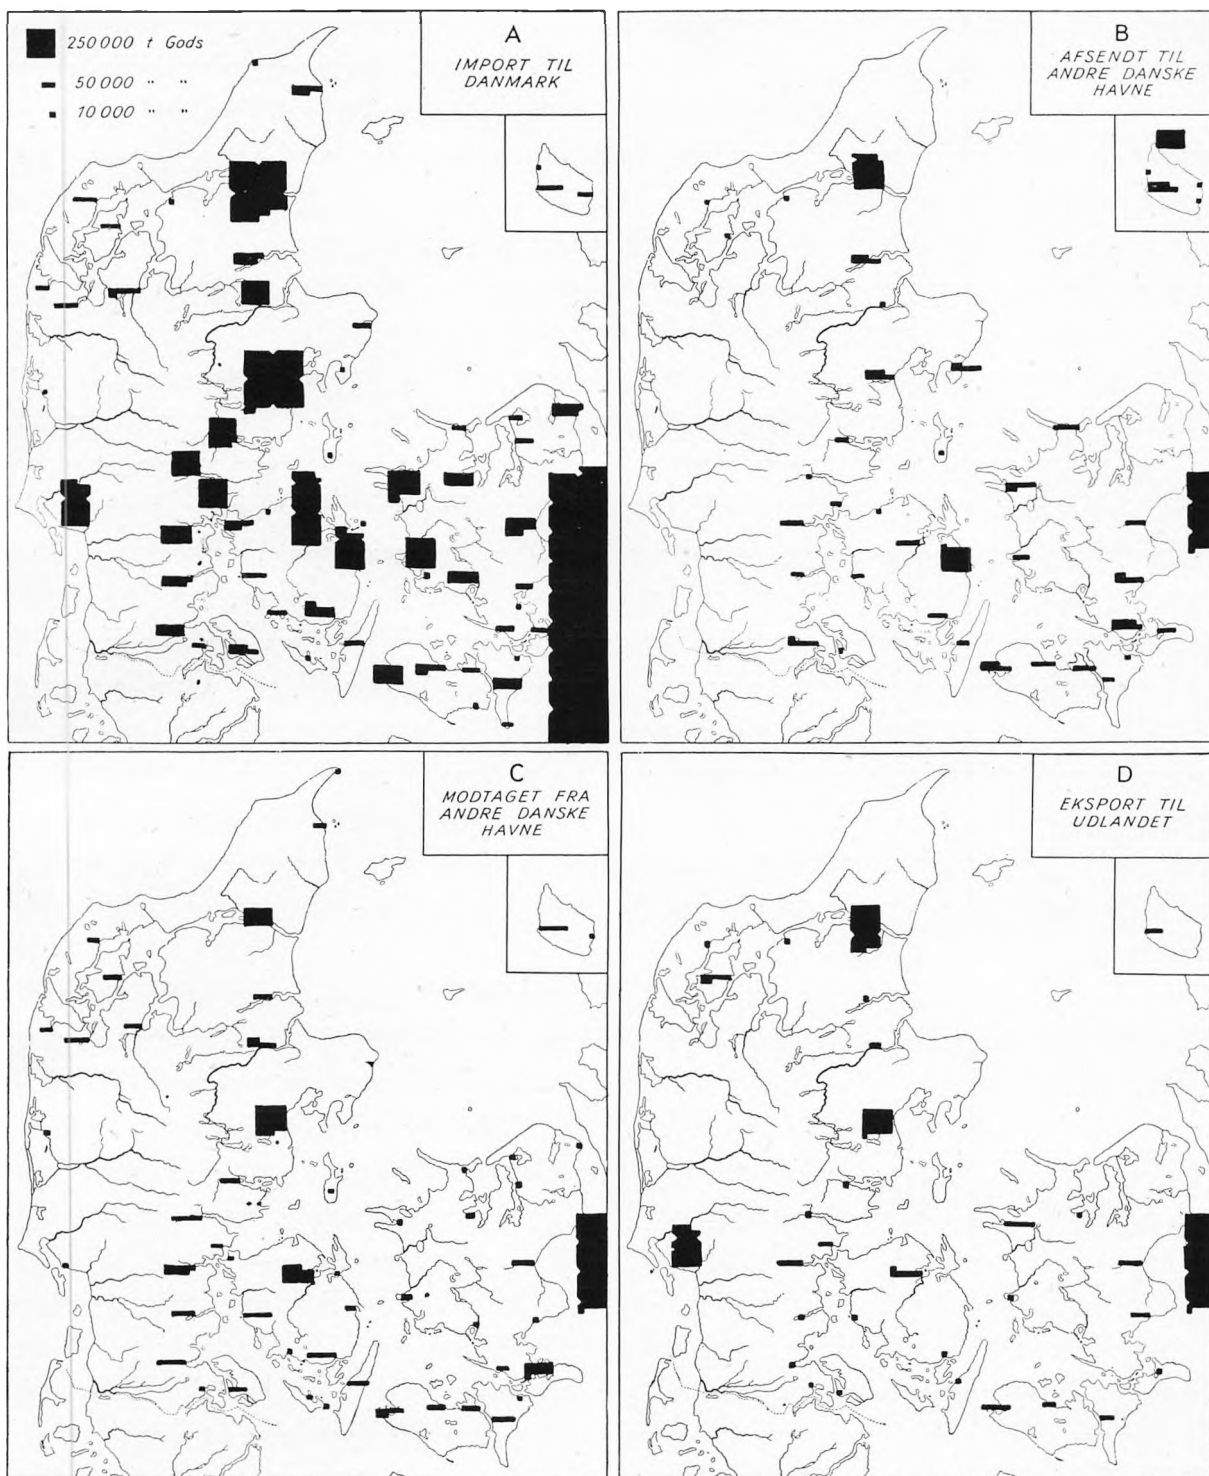 250 000 t Gods
50 000 " "
10 000 " "
A
IMPORT TIL
DANMARK
B
AFSENDT TIL
ANDRE DANSKE
HAVNE
C
MODTAGET FRA
ANDRE DANSKE
HAVNE
D
EKSPORT TIL
UDLANDET